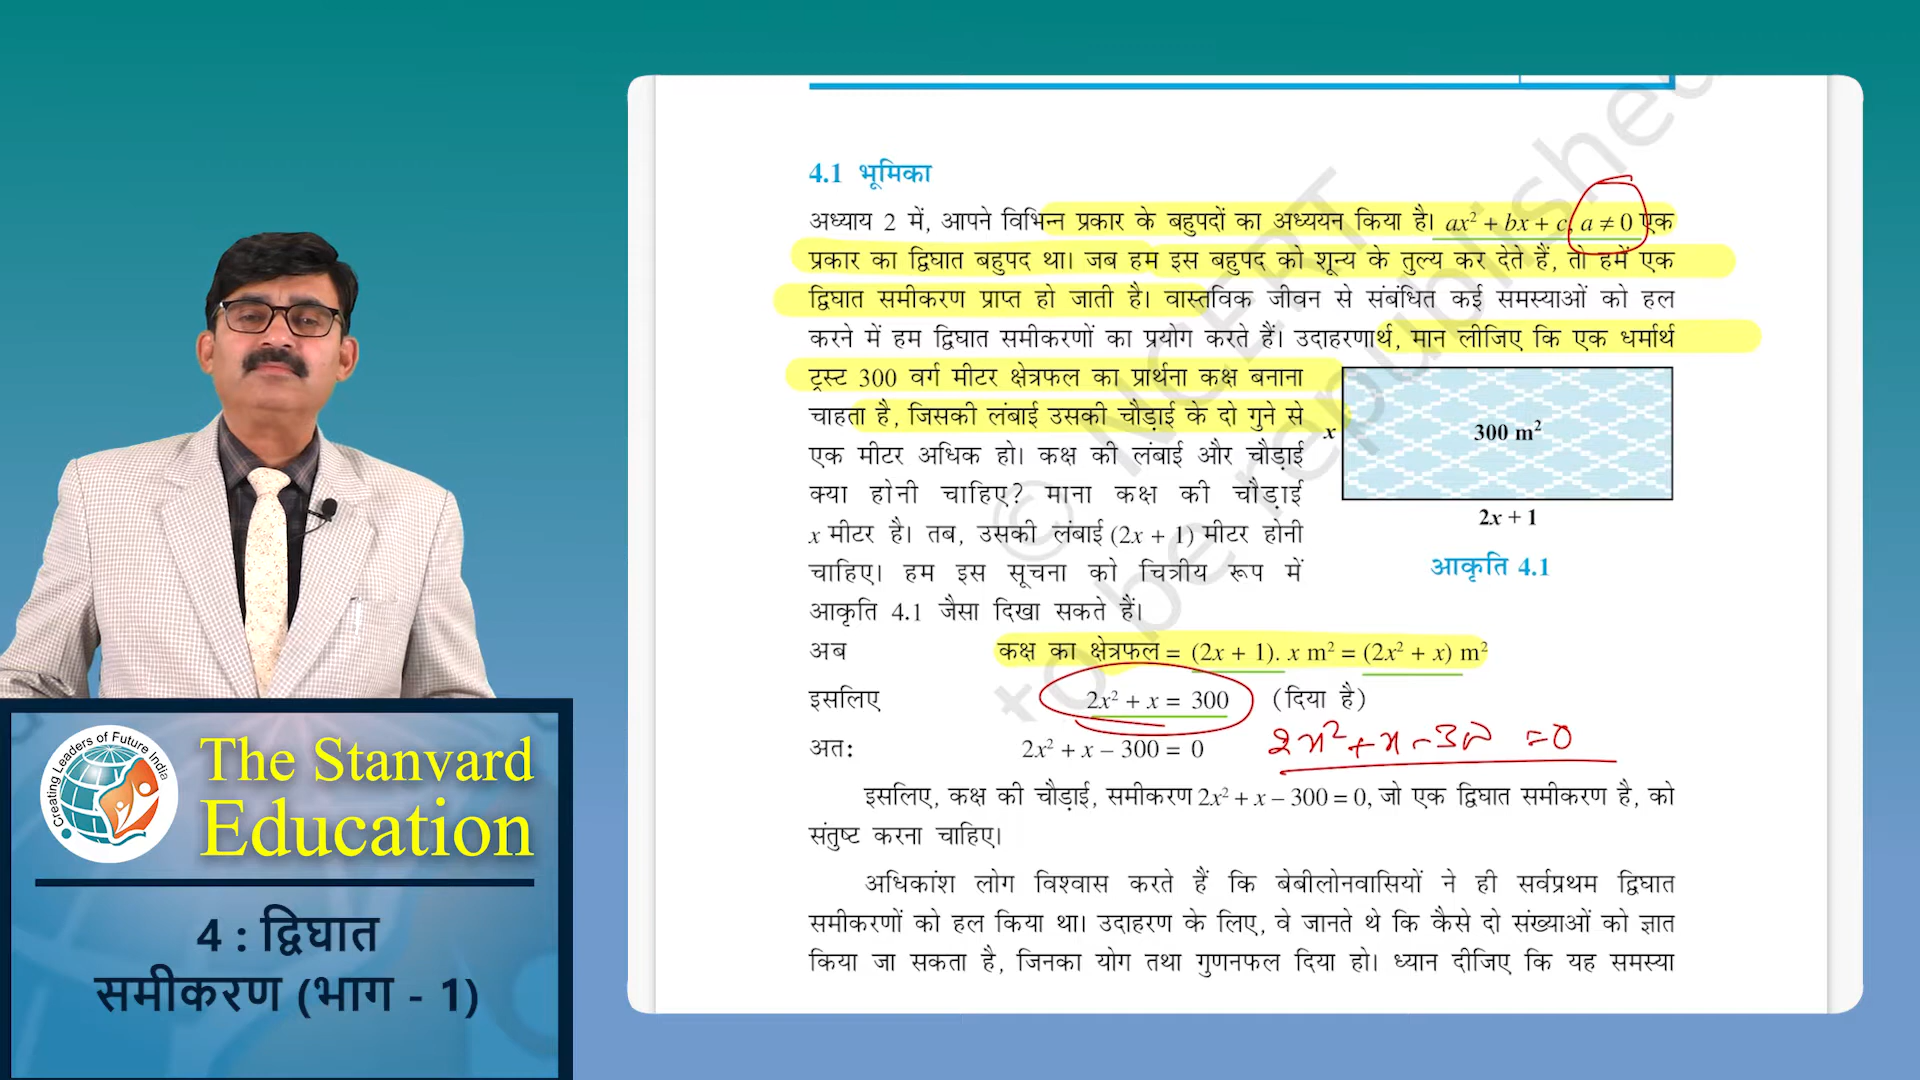 4.1 भूमिका
अध्याय 2 में, आपने विभिन्न प्रकार के बहुपदों का अध्ययन किया है। ax² + bx + c, a ≠ 0 एक
प्रकार का द्विघात बहुपद था। जब हम इस बहुपद को शून्य के तुल्य कर देते हैं, तो हमें एक
द्विघात समीकरण प्राप्त हो जाती है। वास्तविक जीवन से संबंधित कई समस्याओं को हल
करने में हम द्विघात समीकरणों का प्रयोग करते हैं। उदाहरणार्थ, मान लीजिए कि एक धर्मार्थ
ट्रस्ट 300 वर्ग मीटर क्षेत्रफल का प्रार्थना कक्ष बनाना
चाहता है, जिसकी लंबाई उसकी चौड़ाई के दो गुने से
एक मीटर अधिक हो। कक्ष की लंबाई और चौड़ाई
क्या होनी चाहिए? माना कक्ष की चौड़ाई
x मीटर है। तब, उसकी लंबाई (2x + 1) मीटर होनी
चाहिए। हम इस सूचना को चित्रीय रूप में
आकृति 4.1 जैसा दिखा सकते हैं।
x
300 m²
2x + 1
आकृति 4.1
अब कक्ष का क्षेत्रफल = (2x + 1). x m² = (2x² + x) m²
इसलिए 2x² + x = 300 (दिया है)
अतः 2x² + x – 300 = 0
2x² + x – 300 = 0
इसलिए, कक्ष की चौड़ाई, समीकरण 2x² + x – 300 = 0, जो एक द्विघात समीकरण है, को
संतुष्ट करना चाहिए।
अधिकांश लोग विश्वास करते हैं कि बेबीलोनवासियों ने ही सर्वप्रथम द्विघात
समीकरणों को हल किया था। उदाहरण के लिए, वे जानते थे कि कैसे दो संख्याओं को ज्ञात
किया जा सकता है, जिनका योग तथा गुणनफल दिया हो। ध्यान दीजिए कि यह समस्या
© NCERT
to be republished
Creating Leaders of Future India
The Stanvard
Education
4 : द्विघात
समीकरण (भाग - 1)